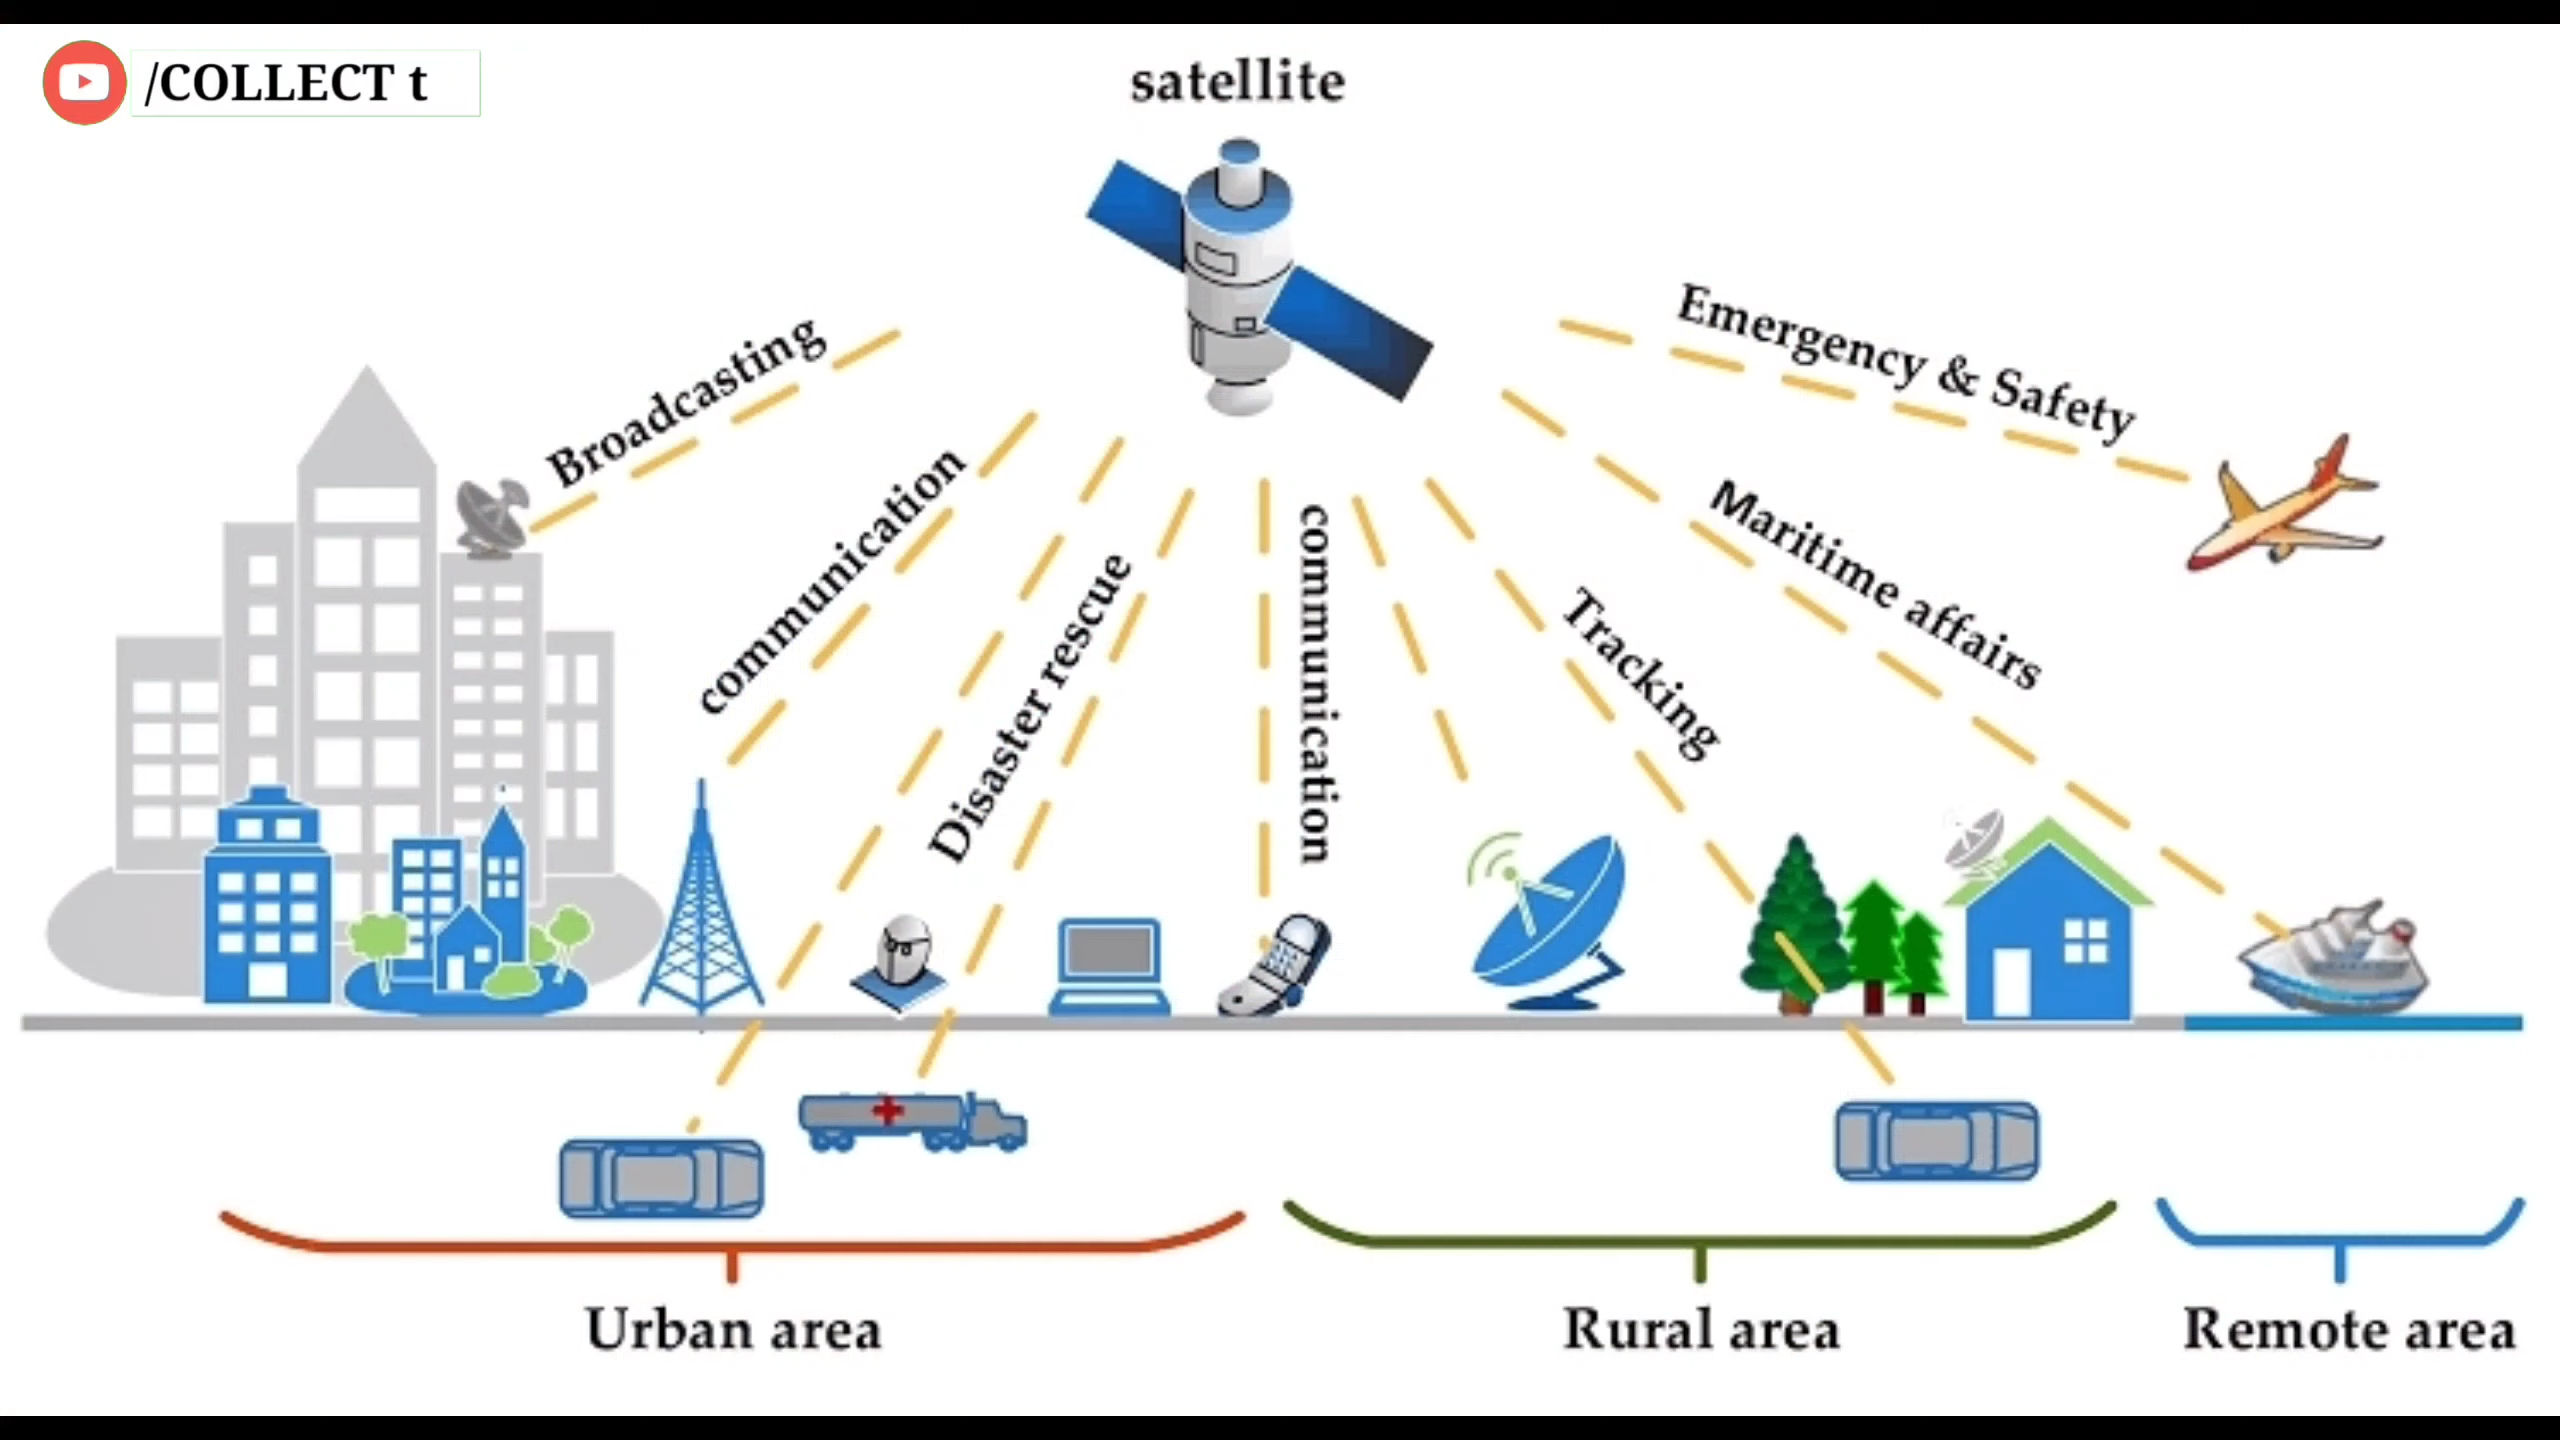 /COLLECT t
satellite
Broadcasting
communication
Disaster rescue
communication
Tracking
Maritime affairs
Emergency & Safety
Urban area
Rural area
Remote area